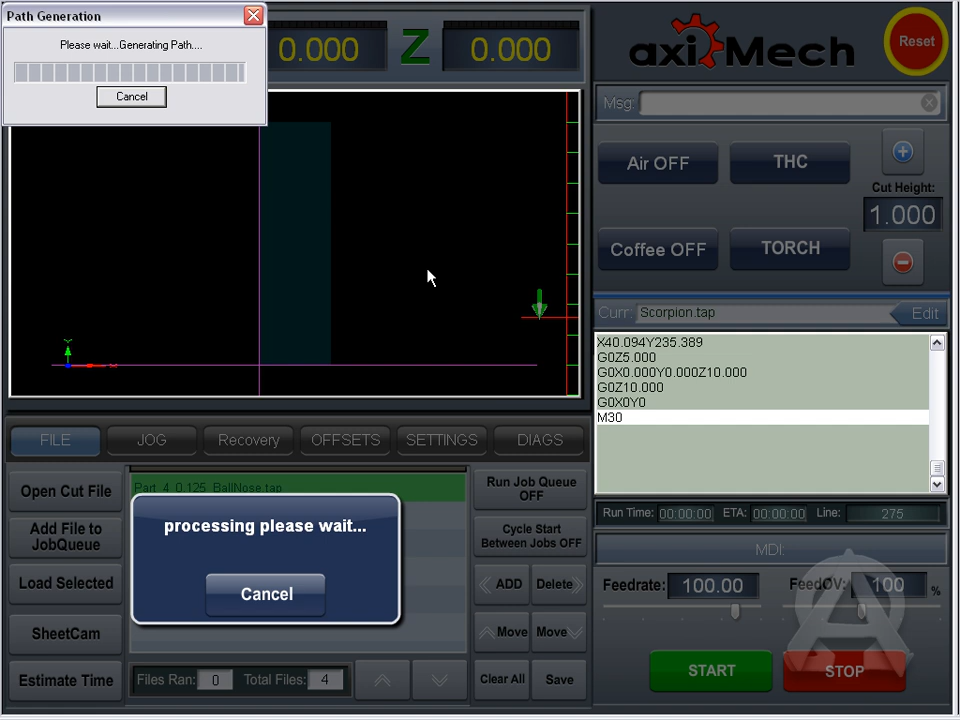 Path Generation
Please wait...Generating Path....
Cancel
0.000
Z
0.000
axiMech
Reset
Msg:
Air OFF
THC
Cut Height:
1.000
Coffee OFF
TORCH
Curr:
Scorpion.tap
Edit
X40.094Y235.389
G0Z5.000
G0X0.000Y0.000Z10.000
G0Z10.000
G0X0Y0
M30
FILE
JOG
Recovery
OFFSETS
SETTINGS
DIAGS
Open Cut File
Add File to
JobQueue
Load Selected
SheetCam
Estimate Time
Part_4_0.125_BallNose.tap
processing please wait...
Cancel
Files Ran:
0
Total Files:
4
Run Job Queue
OFF
Cycle Start
Between Jobs OFF
ADD
Delete
Move
Move
Clear All
Save
Run Time:
00:00:00
ETA:
00:00:00
Line:
275
MDI:
Feedrate:
100.00
FeedOV:
100
%
START
STOP